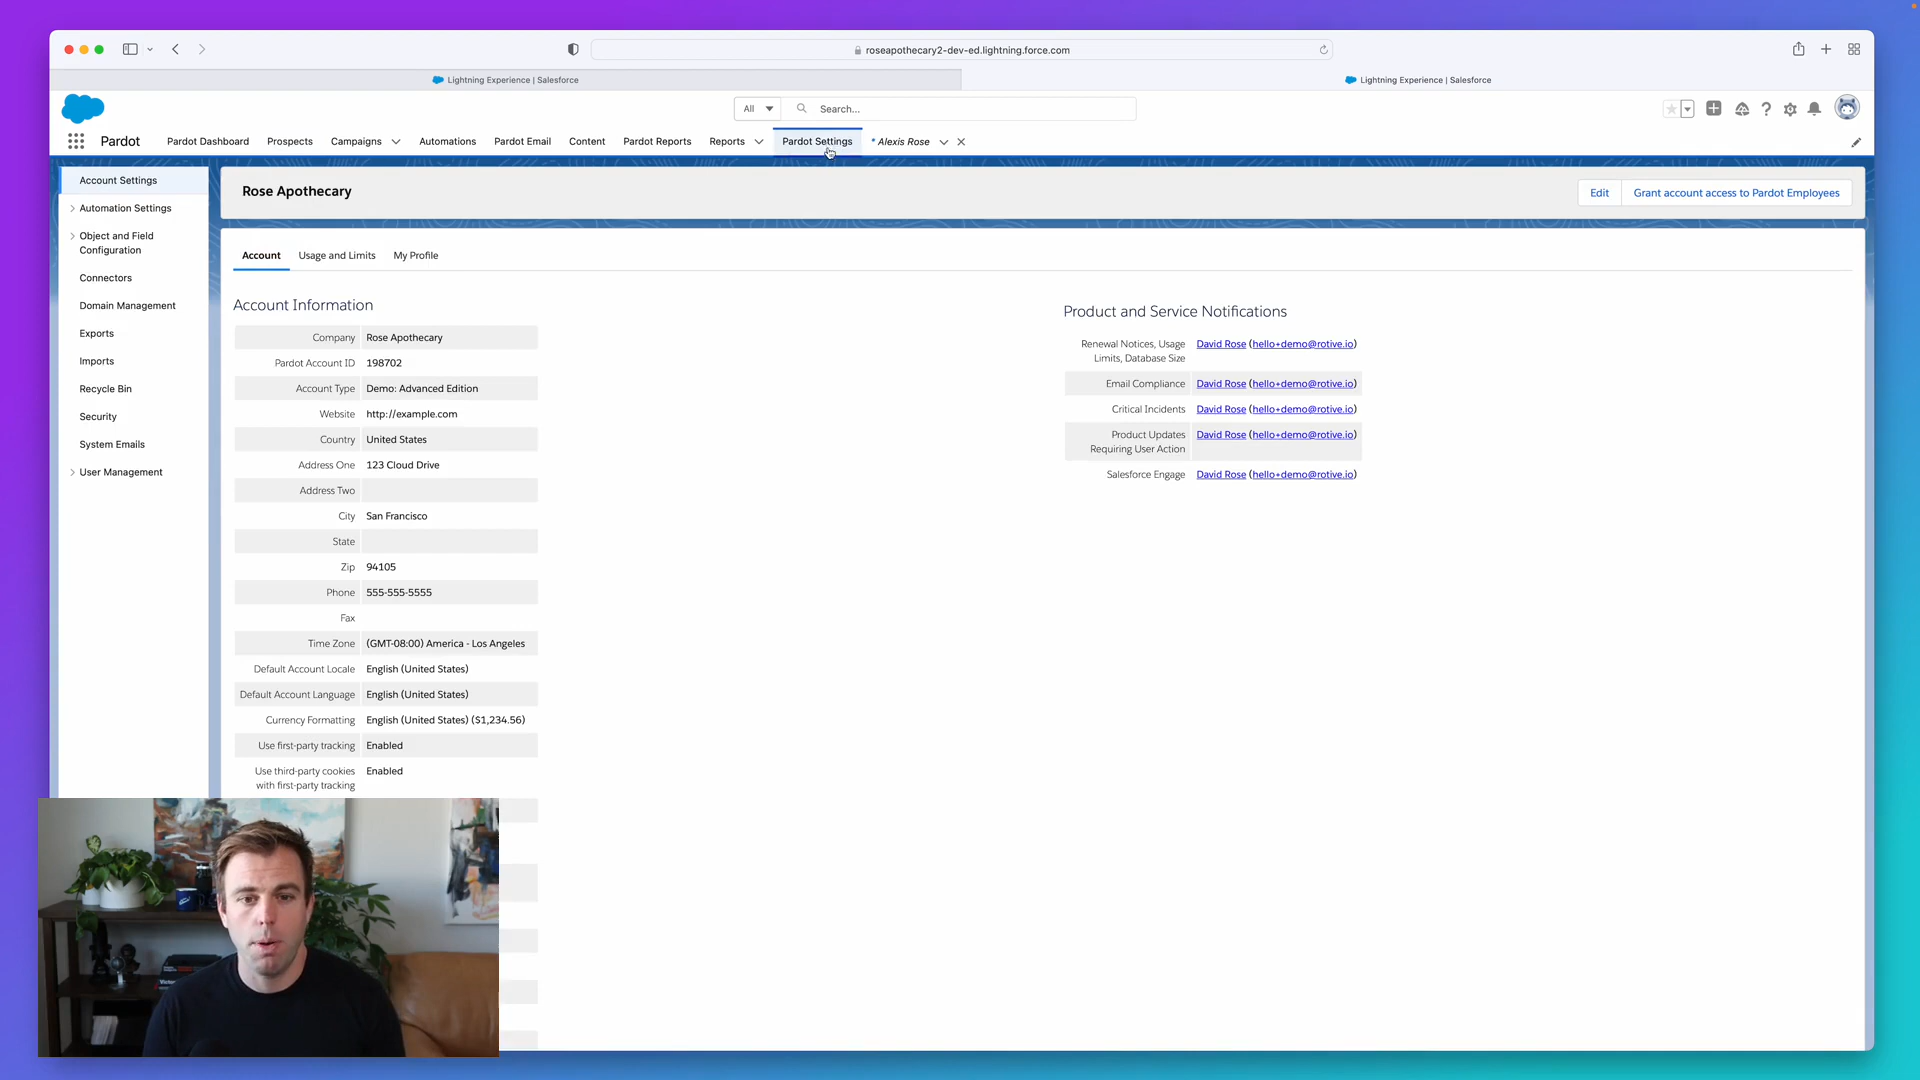 roseapothecary2-dev-ed.lightning.force.com
Lightning Experience | Salesforce
Lightning Experience | Salesforce
All
Search...
Pardot
Pardot Dashboard
Prospects
Campaigns
Automations
Pardot Email
Content
Pardot Reports
Reports
Pardot Settings
* Alexis Rose
Account Settings
Automation Settings
Object and Field
Configuration
Connectors
Domain Management
Exports
Imports
Recycle Bin
Security
System Emails
User Management
Rose Apothecary
Edit
Grant account access to Pardot Employees
Account
Usage and Limits
My Profile
Account Information
Company Rose Apothecary
Pardot Account ID 198702
Account Type Demo: Advanced Edition
Website http://example.com
Country United States
Address One 123 Cloud Drive
Address Two
City San Francisco
State
Zip 94105
Phone 555-555-5555
Fax
Time Zone (GMT-08:00) America - Los Angeles
Default Account Locale English (United States)
Default Account Language English (United States)
Currency Formatting English (United States) ($1,234.56)
Use first-party tracking Enabled
Use third-party cookies Enabled
with first-party tracking
Product and Service Notifications
Renewal Notices, Usage David Rose (hello+demo@rotive.io)
Limits, Database Size
Email Compliance David Rose (hello+demo@rotive.io)
Critical Incidents David Rose (hello+demo@rotive.io)
Product Updates David Rose (hello+demo@rotive.io)
Requiring User Action
Salesforce Engage David Rose (hello+demo@rotive.io)